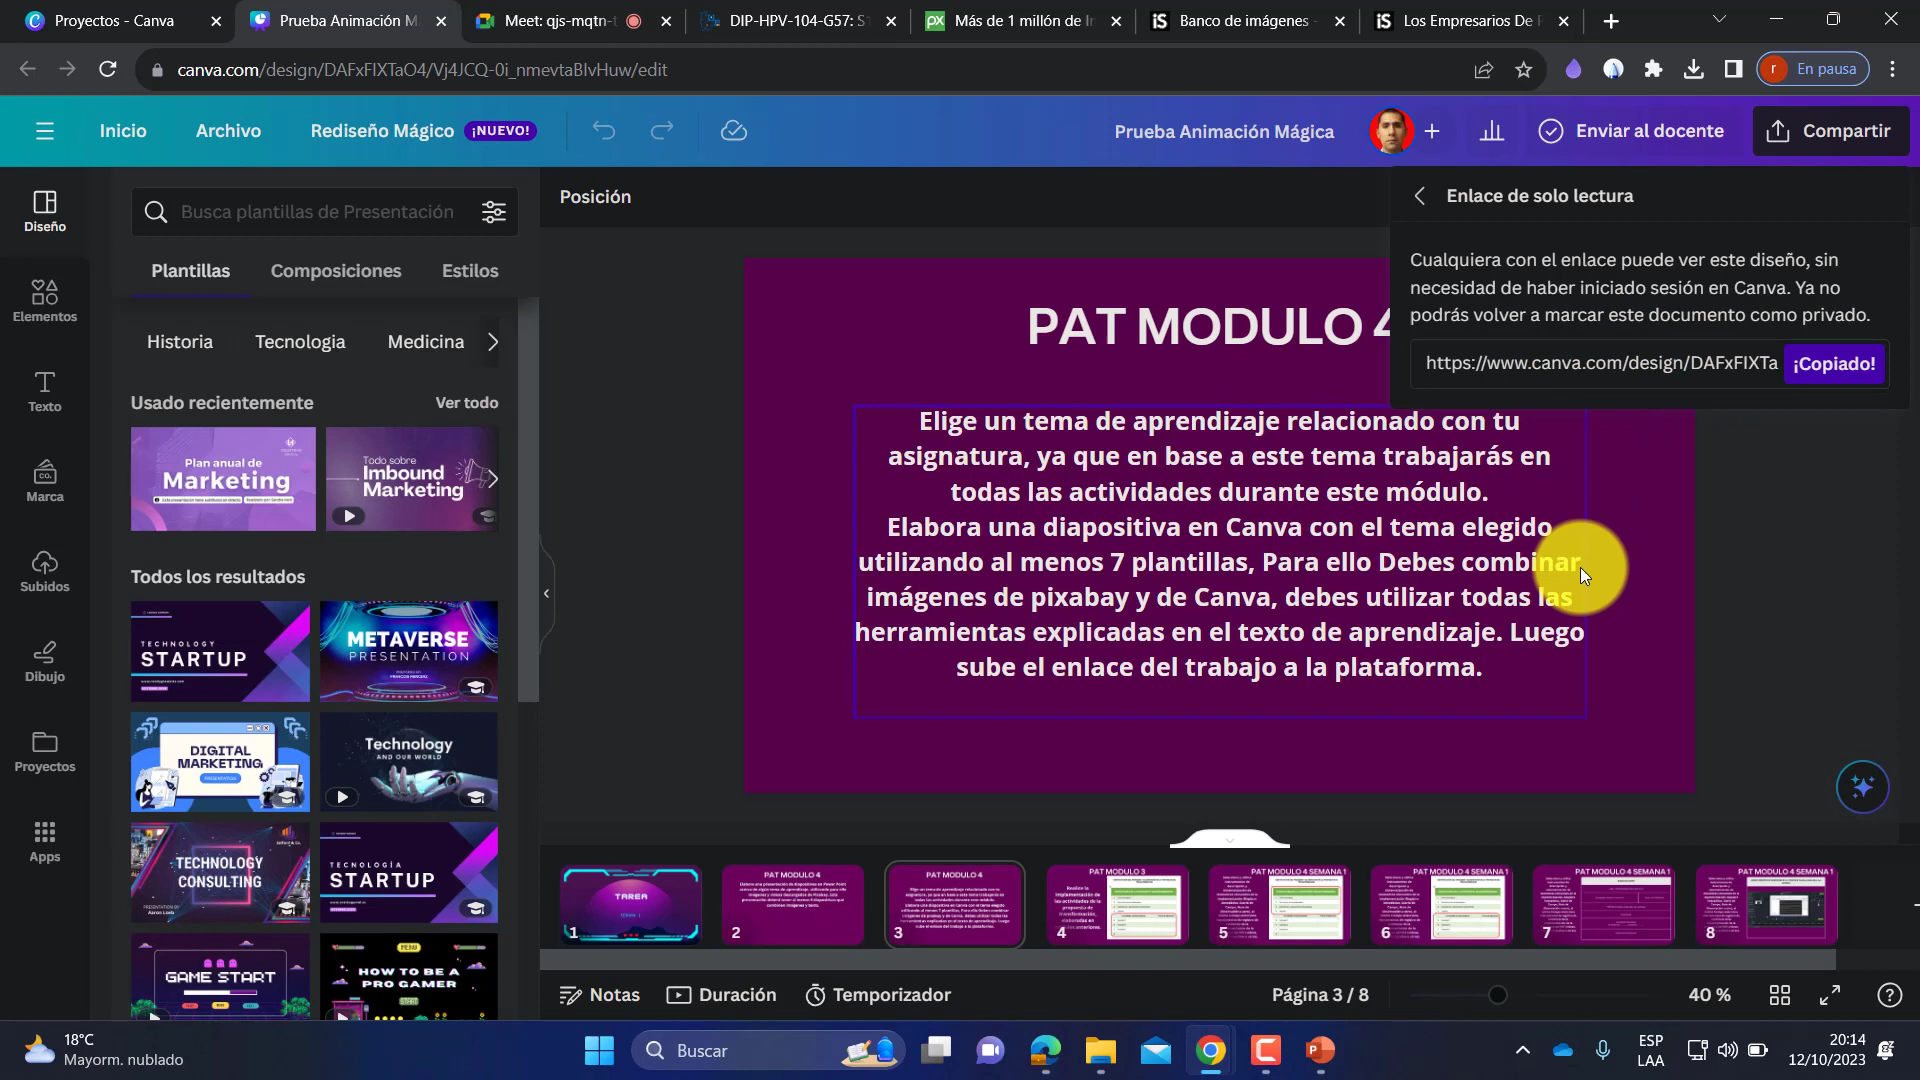 Proyectos - Canva
Prueba Animación M
Meet: qjs-mqtn-
DIP-HPV-104-G57: S
Más de 1 millón de I
Banco de imágenes -
Los Empresarios De
canva.com/design/DAFxFIXTaO4/Vj4JCQ-0i_nmevtaBIvHuw/edit
r
En pausa
Inicio
Archivo
Rediseño Mágico
¡NUEVO!
Prueba Animación Mágica
Enviar al docente
Compartir
Diseño
Elementos
Texto
Marca
Subidos
Dibujo
Proyectos
Apps
Busca plantillas de Presentación
Plantillas
Composiciones
Estilos
Historia
Tecnologia
Medicina
Usado recientemente
Ver todo
Plan anual de
Marketing
Todo sobre
Imbound
Marketing
Todos los resultados
TECHNOLOGY
STARTUP
METAVERSE
PRESENTATION
DIGITAL
MARKETING
Technology
AND OUR WORLD
TECHNOLOGY
CONSULTING
TECNOLOGÍA
STARTUP
GAME START
MENU
HOW TO BE A
PRO GAMER
Posición
Enlace de solo lectura
Cualquiera con el enlace puede ver este diseño, sin
necesidad de haber iniciado sesión en Canva. Ya no
podrás volver a marcar este documento como privado.
https://www.canva.com/design/DAFxFIXTa
¡Copiado!
PAT MODULO 4
Elige un tema de aprendizaje relacionado con tu
asignatura, ya que en base a este tema trabajarás en
todas las actividades durante este módulo.
Elabora una diapositiva en Canva con el tema elegido
utilizando al menos 7 plantillas, Para ello Debes combinar
imágenes de pixabay y de Canva, debes utilizar todas las
herramientas explicadas en el texto de aprendizaje. Luego
sube el enlace del trabajo a la plataforma.
TAREA
1
PAT MODULO 4
2
PAT MODULO 4
3
PAT MODULO 3
4
PAT MODULO 4 SEMANA 1
5
PAT MODULO 4 SEMANA 1
6
PAT MODULO 4 SEMANA 1
7
PAT MODULO 4 SEMANA 1
8
Notas
Duración
Temporizador
Página 3 / 8
40 %
18°C
Mayorm. nublado
Buscar
ESP
LAA
20:14
12/10/2023